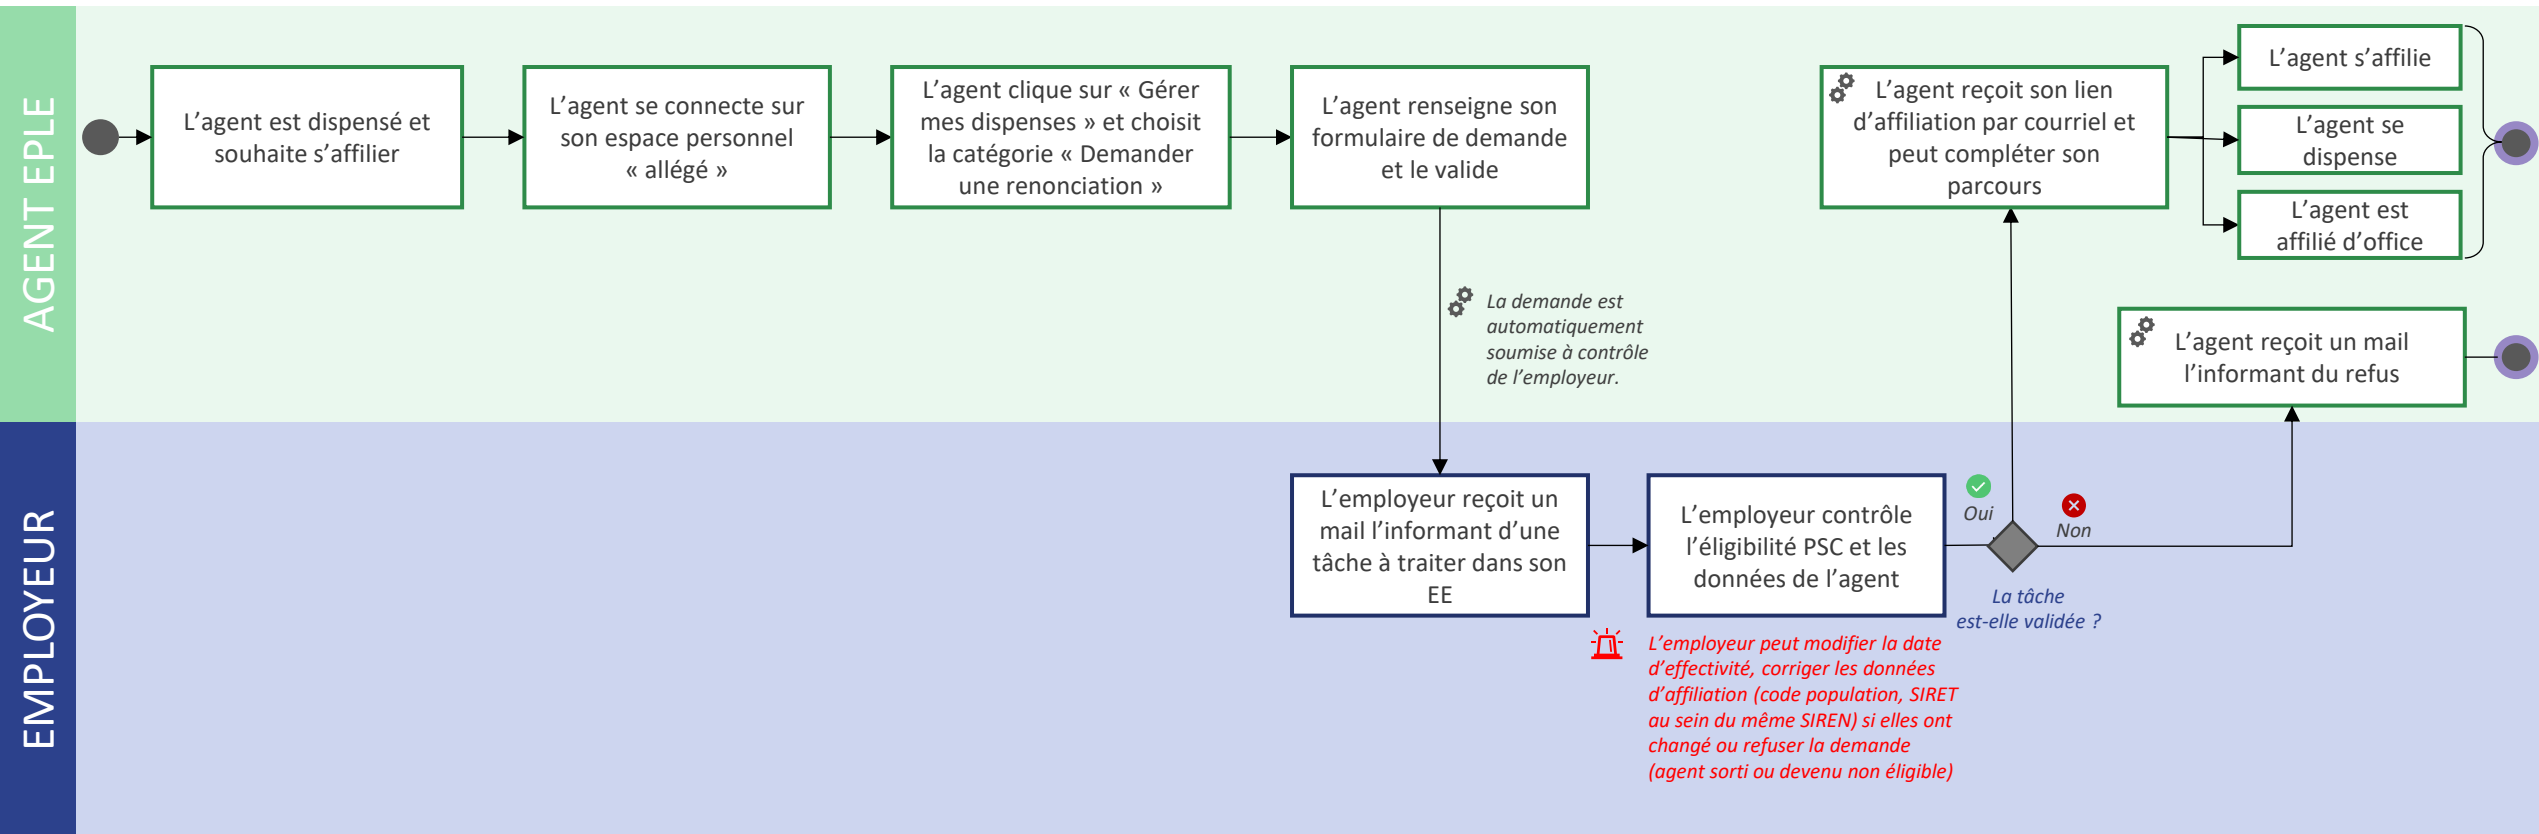 AGENT EPLE
L’agent est dispensé et
souhaite s’affilier
L’agent se connecte sur
son espace personnel
« allégé »
L’agent clique sur « Gérer
mes dispenses » et choisit
la catégorie « Demander
une renonciation »
L’agent renseigne son
formulaire de demande
et le valide
La demande est
automatiquement
soumise à contrôle
de l’employeur.
L’agent reçoit son lien
d’affiliation par courriel et
peut compléter son
parcours
L’agent s’affilie
L’agent se
dispense
L’agent est
affilié d’office
L’agent reçoit un mail
l’informant du refus
EMPLOYEUR
L’employeur reçoit un
mail l’informant d’une
tâche à traiter dans son
EE
L’employeur contrôle
l’éligibilité PSC et les
données de l’agent
Oui
Non
La tâche
est-elle validée ?
L’employeur peut modifier la date
d’effectivité, corriger les données
d’affiliation (code population, SIRET
au sein du même SIREN) si elles ont
changé ou refuser la demande
(agent sorti ou devenu non éligible)